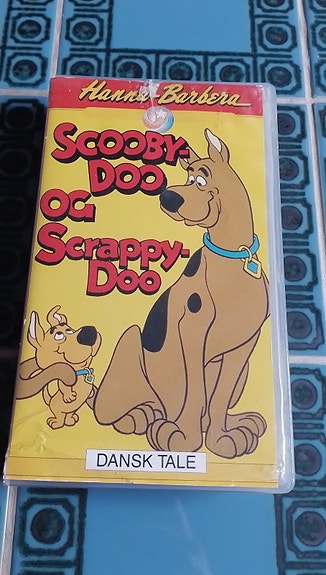 Hanna-Barbera
SCOOBY-
DOO
OG
SCRAPPY-
DOO
DANSK TALE